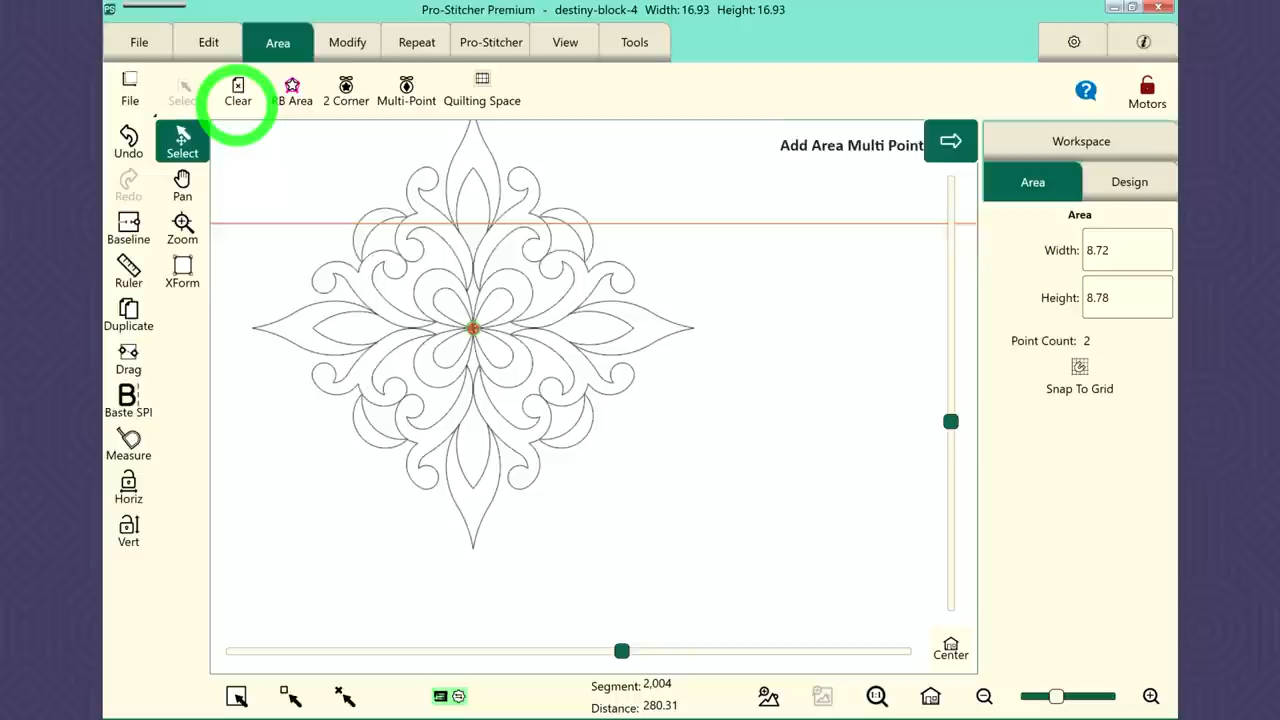 PS
Pro-Stitcher Premium - destiny-block-4 Width: 16.93 Height: 16.93
File Edit Area Modify Repeat Pro-Stitcher View Tools
File Select Clear RB Area 2 Corner Multi-Point Quilting Space Motors
Undo Select
Redo Pan
Baseline Zoom
Ruler XForm
Duplicate
Drag
B
Baste SPI
Measure
Horiz
Vert
Add Area Multi Point
Workspace
Area Design
Area
Width: 8.72
Height: 8.78
Point Count: 2
Snap To Grid
Center
Segment: 2,004
Distance: 280.31